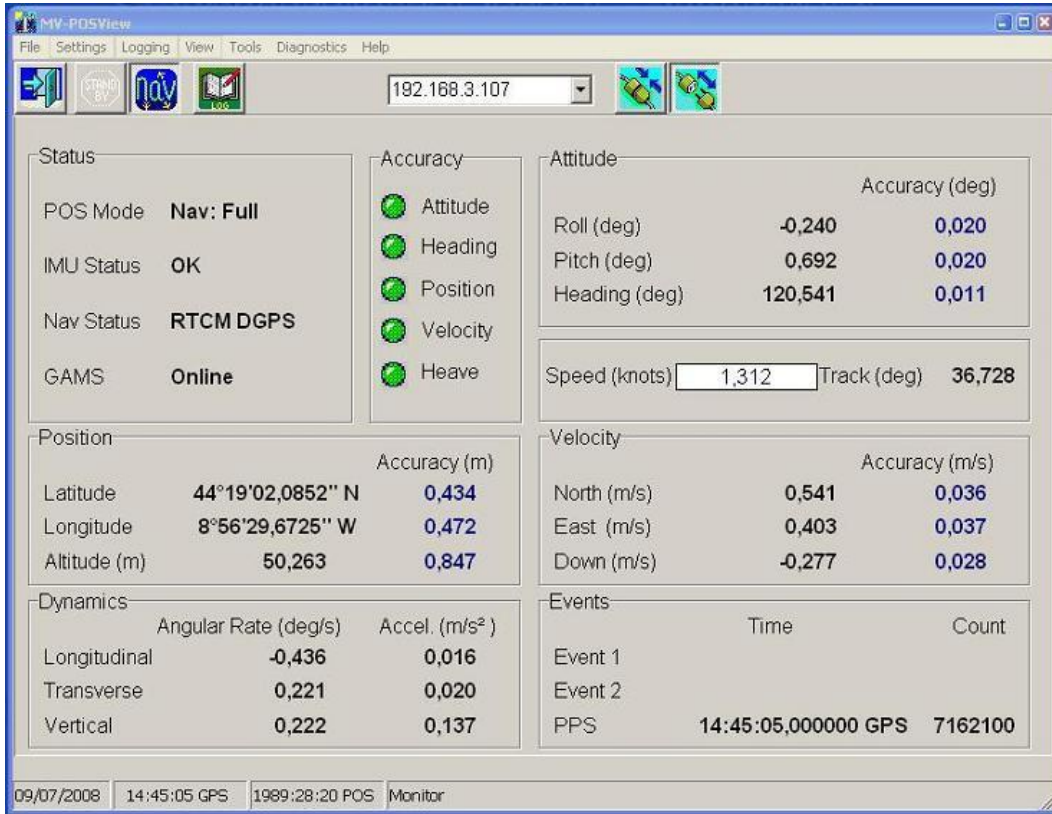 MV-POSView
File Settings Logging View Tools Diagnostics Help
STAND BY nav LOG 192.168.3.107
Status
POS Mode Nav: Full
IMU Status OK
Nav Status RTCM DGPS
GAMS Online
Accuracy
Attitude
Heading
Position
Velocity
Heave
Attitude
Accuracy (deg)
Roll (deg) -0,240 0,020
Pitch (deg) 0,692 0,020
Heading (deg) 120,541 0,011
Speed (knots) 1,312 Track (deg) 36,728
Position
Accuracy (m)
Latitude 44°19'02,0852'' N 0,434
Longitude 8°56'29,6725'' W 0,472
Altitude (m) 50,263 0,847
Velocity
Accuracy (m/s)
North (m/s) 0,541 0,036
East (m/s) 0,403 0,037
Down (m/s) -0,277 0,028
Dynamics
Angular Rate (deg/s) Accel. (m/s²)
Longitudinal -0,436 0,016
Transverse 0,221 0,020
Vertical 0,222 0,137
Events
Time Count
Event 1
Event 2
PPS 14:45:05,000000 GPS 7162100
09/07/2008 14:45:05 GPS 1989:28:20 POS Monitor